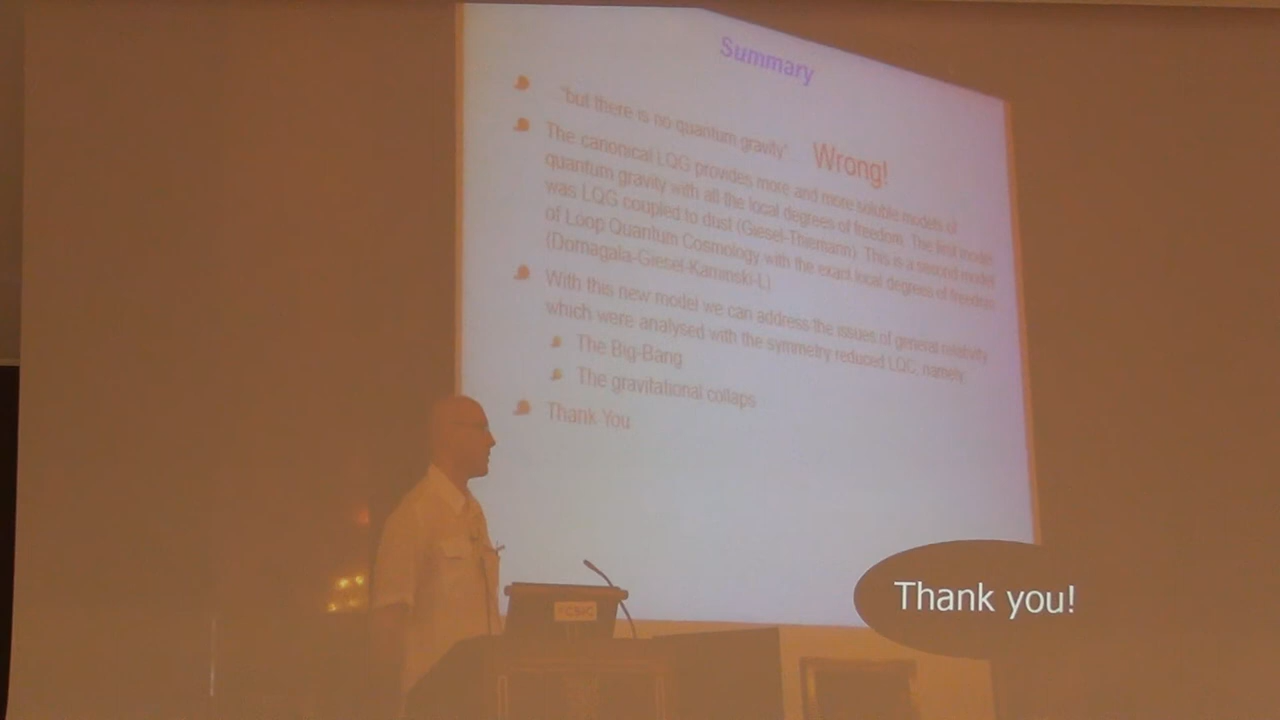 Summary
"but there is no quantum gravity" Wrong!
The canonical LQG provides more and more soluble models of
quantum gravity with all the local degrees of freedom. The first model
was LQG coupled to dust (Giesel-Thiemann). This is a second model
of Loop Quantum Cosmology with the exact local degrees of freedom
(Domagala-Giesel-Kaminski-L)
With this new model we can address the issues of general relativity
which were analysed with the symmetry reduced LQC, namely
The Big-Bang
The gravitational collaps
Thank You
CSIC
Thank you!